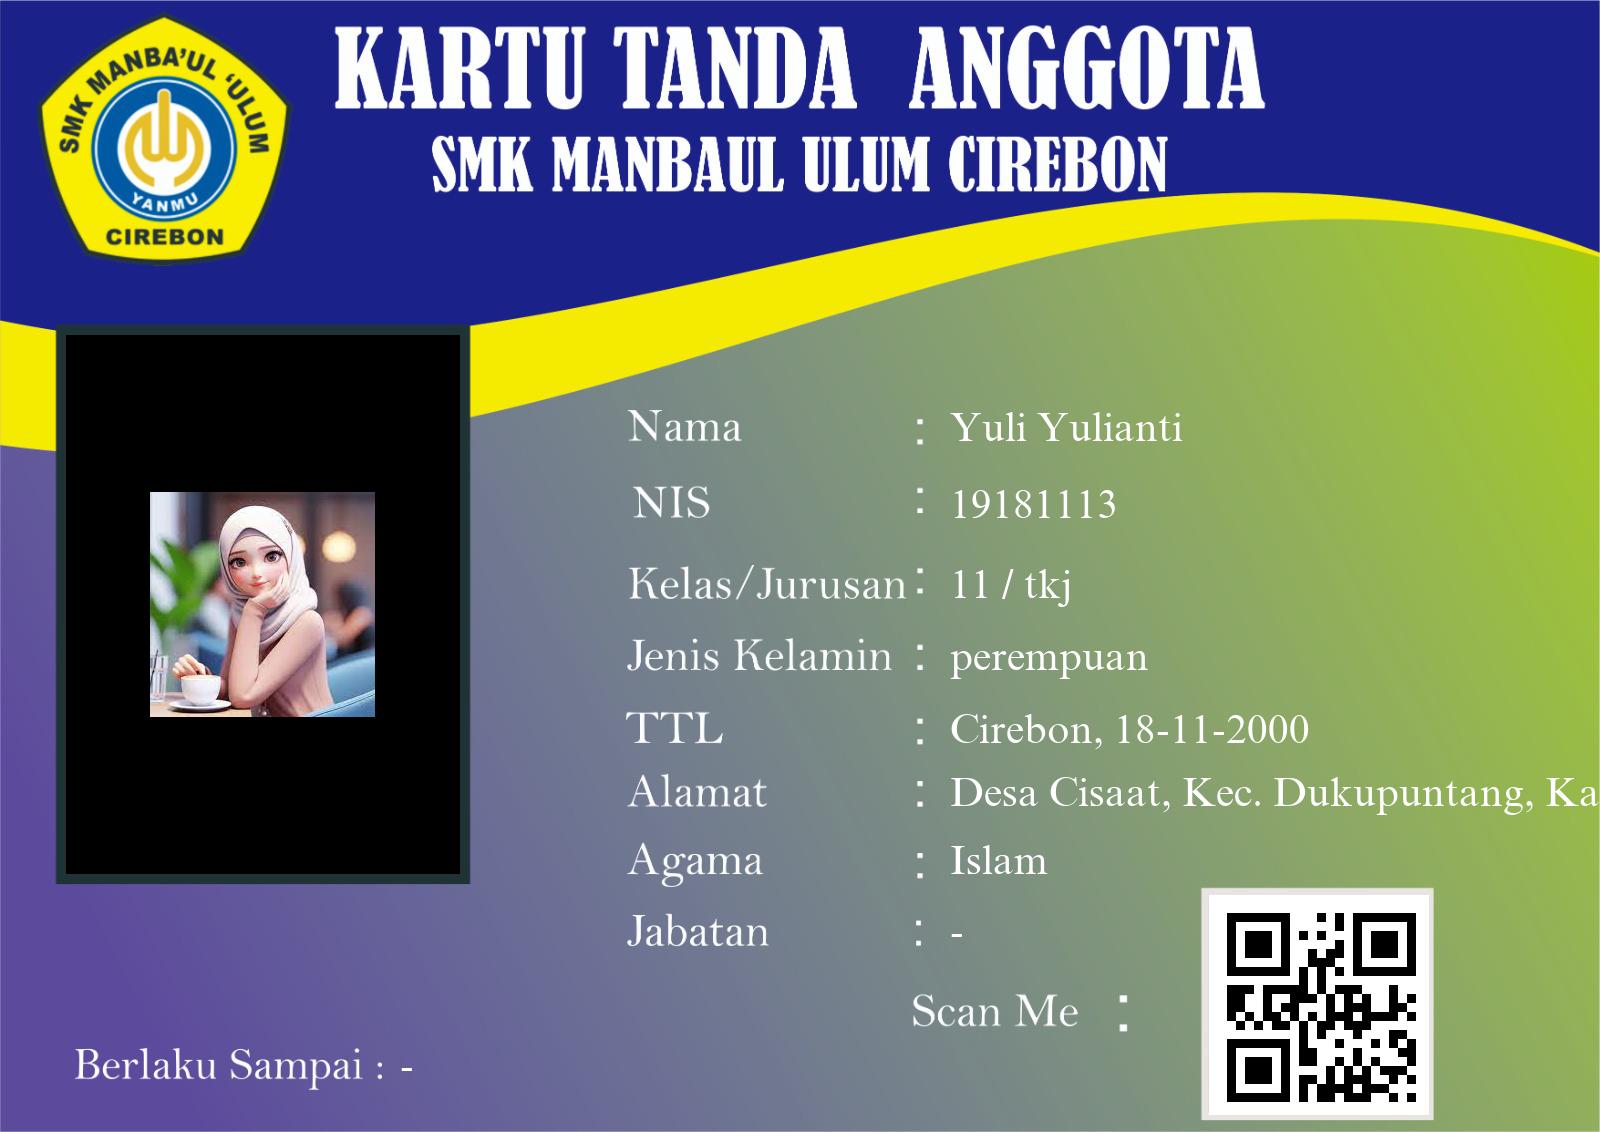 SMK MANBA'UL 'ULUM
YANMU
CIREBON
KARTU TANDA ANGGOTA
SMK MANBAUL ULUM CIREBON
Nama : Yuli Yulianti
NIS : 19181113
Kelas/Jurusan : 11 / tkj
Jenis Kelamin : perempuan
TTL : Cirebon, 18-11-2000
Alamat : Desa Cisaat, Kec. Dukupuntang, Ka
Agama : Islam
Jabatan : -
Scan Me :
Berlaku Sampai : -